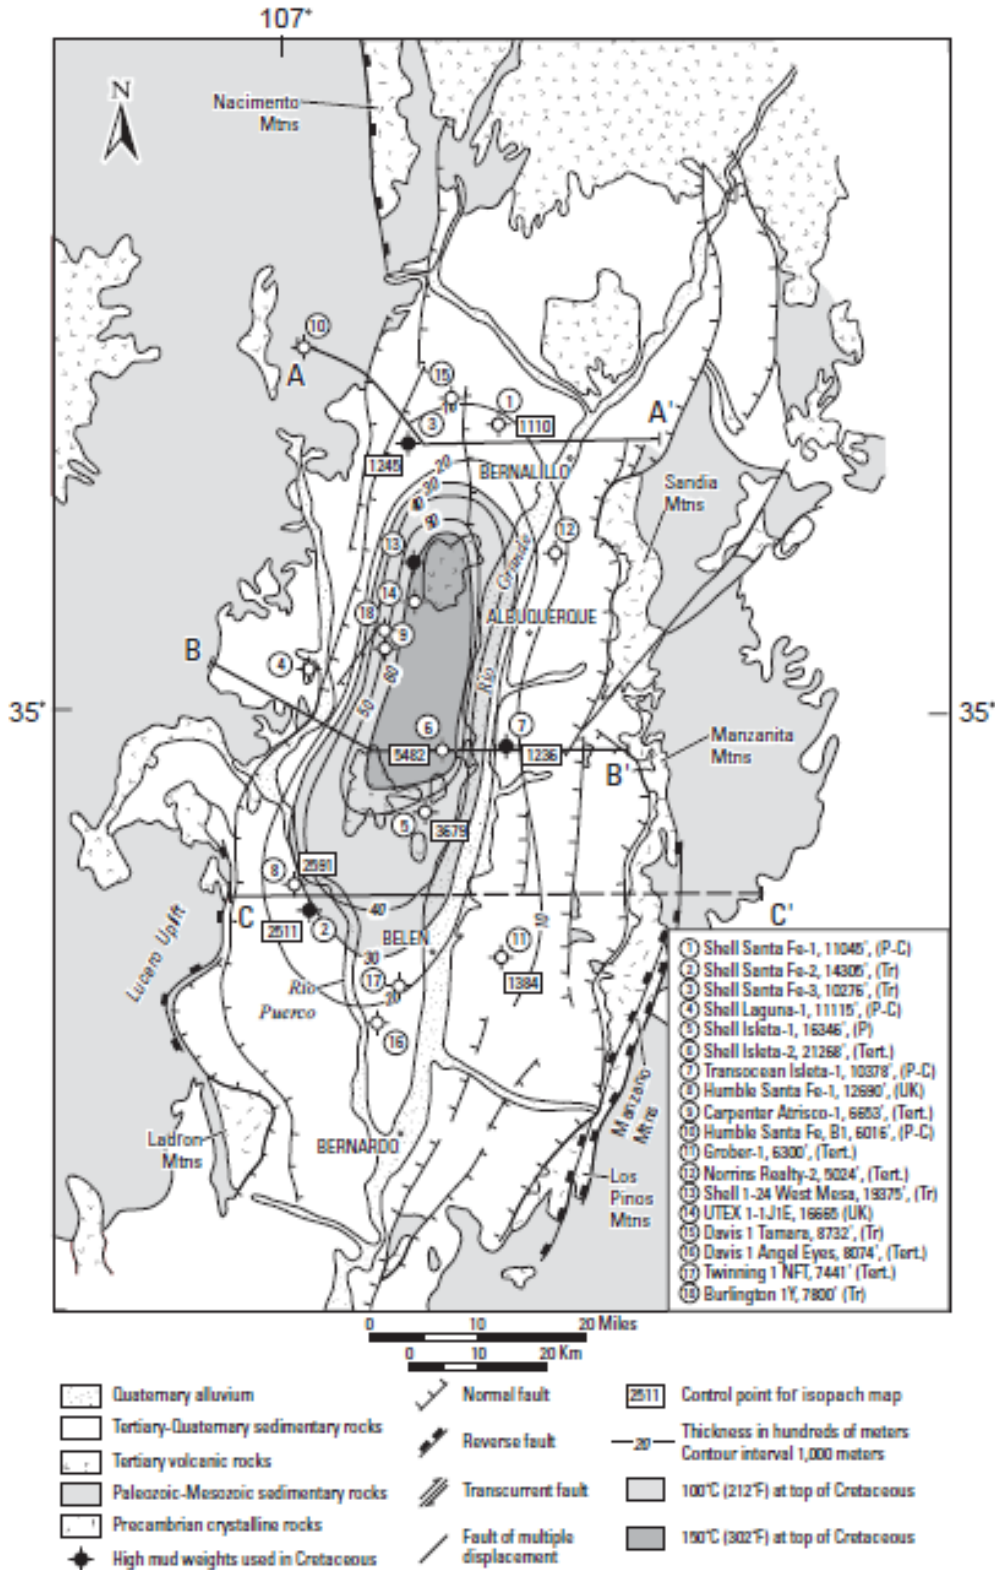 107°
N
Nacimento
Mtns
10
A
15
10
1
3
1110
A'
1245
20
BERNALILLO
30
40
Sandia
Mtns
13
12
Grande
14
18
ALBUQUERQUE
9
B
4
60
Rio
50
35°
35°
6
7
Manzanita
Mtns
5482
1236
B'
5
3679
2591
8
C
40
C'
2511
2
BELEN
10
Lucero Uplift
30
11
17
Rio
20
1384
Puerco
16
Manzano
Mtns
BERNARDO
Ladron
Mtns
Los
Pinos
Mtns
1 Shell Santa Fe-1, 11045', (P-C)
2 Shell Santa Fe-2, 14305', (Tr)
3 Shell Santa Fe-3, 10276', (Tr)
4 Shell Laguna-1, 11115', (P-C)
5 Shell Isleta-1, 16346', (P)
6 Shell Isleta-2, 21268', (Tert.)
7 Transocean Isleta-1, 10378', (P-C)
8 Humble Santa Fe-1, 12690', (UK)
9 Carpenter Atrisco-1, 6653', (Tert.)
10 Humble Santa Fe, B1, 6016', (P-C)
11 Grober-1, 6300', (Tert.)
12 Norrins Realty-2, 5024', (Tert.)
13 Shell 1-24 West Mesa, 19375', (Tr)
14 UTEX 1-1J1E, 16665 (UK)
15 Davis 1 Tamara, 8732', (Tr)
16 Davis 1 Angel Eyes, 8074', (Tert.)
17 Twinning 1 NFT, 7441' (Tert.)
18 Burlington 1Y, 7800' (Tr)
0 10 20 Miles
0 10 20 Km
Quaternary alluvium
Tertiary-Quaternary sedimentary rocks
Tertiary volcanic rocks
Paleozoic-Mesozoic sedimentary rocks
Precambrian crystalline rocks
High mud weights used in Cretaceous
Normal fault
Reverse fault
Transcurrent fault
Fault of multiple
displacement
2511 Control point for isopach map
20 Thickness in hundreds of meters
Contour interval 1,000 meters
100°C (212°F) at top of Cretaceous
150°C (302°F) at top of Cretaceous